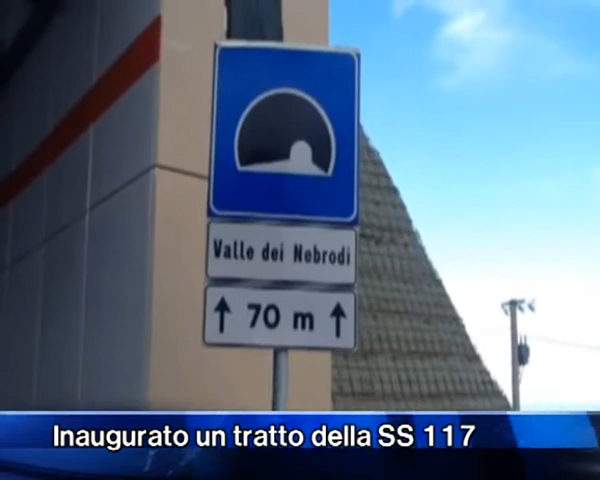 Valle dei Nebrodi
70 m
Inaugurato un tratto della SS 117